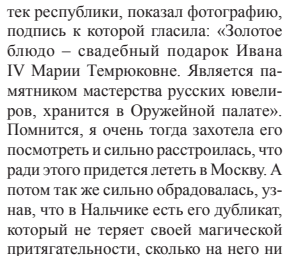 тек республики, показал фотографию,
подпись к которой гласила: «Золотое
блюдо – свадебный подарок Ивана
IV Марии Темрюковне. Является па-
мятником мастерства русских ювели-
ров, хранится в Оружейной палате».
Помнится, я очень тогда захотела его
посмотреть и сильно расстроилась, что
ради этого придется лететь в Москву. А
потом так же сильно обрадовалась, уз-
нав, что в Нальчике есть его дубликат,
который не теряет своей магической
притягательности, сколько на него ни